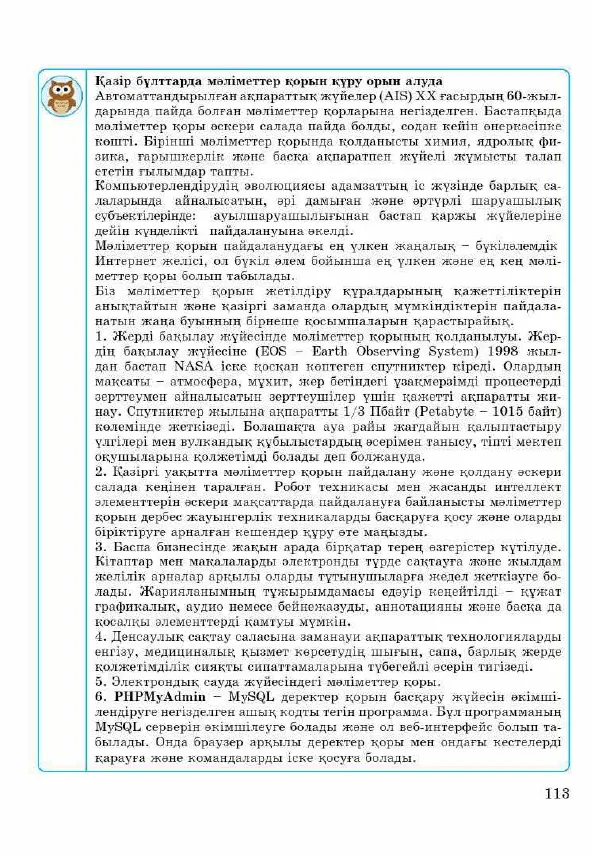 Қазір бұлттарда мәліметтер қорын құру орын алуда
Автоматтандырылған ақпараттық жүйелер (AIS) XX ғасырдың 60-жыл-
дарында пайда болған мәліметтер қорларына негізделген. Бастапқыда
мәліметтер қоры әскери салада пайда болды, содан кейін өнеркәсіпке
көшті. Бірінші мәліметтер қорында қолданысты химия, ядролық фи-
зика, ғарышкерлік және басқа ақпаратпен жүйелі жұмысты талап
ететін ғылымдар тапты.
Компьютерлендірудің эволюциясы адамзаттың іс жүзінде барлық са-
лаларында айналысатын, әрі дамыған және әртүрлі шаруашылық
субъектілерінде: ауылшаруашылығынан бастап қаржы жүйелеріне
дейін күнделікті пайдалануына әкелді.
Мәліметтер қорын пайдаланудағы ең үлкен жаңалық – бүкіләлемдік
Интернет желісі, ол бүкіл әлем бойынша ең үлкен және ең кең мәлі-
меттер қоры болып табылады.
Біз мәліметтер қорын жетілдіру құралдарының қажеттіліктерін
анықтайтын және қазіргі заманда олардың мүмкіндіктерін пайдала-
натын жаңа буынның бірнеше қосымшаларын қарастырайық.
1. Жерді бақылау жүйесінде мәліметтер қорының қолданылуы. Жер-
дің бақылау жүйесіне (EOS – Earth Observing System) 1998 жыл-
дан бастап NASA іске қосқан көптеген спутниктер кіреді. Олардың
мақсаты – атмосфера, мұхит, жер бетіндегі ұзақмерзімді процестерді
зерттеумен айналысатын зерттеушілер үшін қажетті ақпаратты жи-
нау. Спутниктер жылына ақпаратты 1/3 Пбайт (Petabyte – 1015 байт)
көлемінде жеткізеді. Болашақта ауа райы жағдайын қалыптастыру
үлгілері мен вулкандық құбылыстардың әсерімен танысу, тіпті мектеп
оқушыларына қолжетімді болады деп болжануда.
2. Қазіргі уақытта мәліметтер қорын пайдалану және қолдану әскери
салада кеңінен таралған. Робот техникасы мен жасанды интеллект
элементтерін әскери мақсаттарда пайдалануға байланысты мәліметтер
қорын дербес жауынгерлік техникаларды басқаруға қосу және оларды
біріктіруге арналған кешендер құру өте маңызды.
3. Баспа бизнесінде жақын арада бірқатар терең өзгерістер күтілуде.
Кітаптар мен мақалаларды электронды түрде сақтауға және жылдам
желілік арналар арқылы оларды тұтынушыларға жедел жеткізуге бо-
лады. Жарияланымның тұжырымдамасы едәуір кеңейтілді – құжат
графикалық, аудио немесе бейнежазуды, аннотацияны және басқа да
қосалқы элементтерді қамтуы мүмкін.
4. Денсаулық сақтау саласына заманауи ақпараттық технологияларды
енгізу, медициналық қызмет көрсетудің шығын, сапа, барлық жерде
қолжетімділік сияқты сипаттамаларына түбегейлі әсерін тигізеді.
5. Электрондық сауда жүйесіндегі мәліметтер қоры.
6. PHPMyAdmin – MySQL деректер қорын басқару жүйесін әкімші-
лендіруге негізделген ашық кодты тегін программа. Бұл программаның
MySQL серверін әкімшілеуге болады және ол веб-интерфейс болып та-
былады. Онда браузер арқылы деректер қоры мен ондағы кестелерді
қарауға және командаларды іске қосуға болады.
113